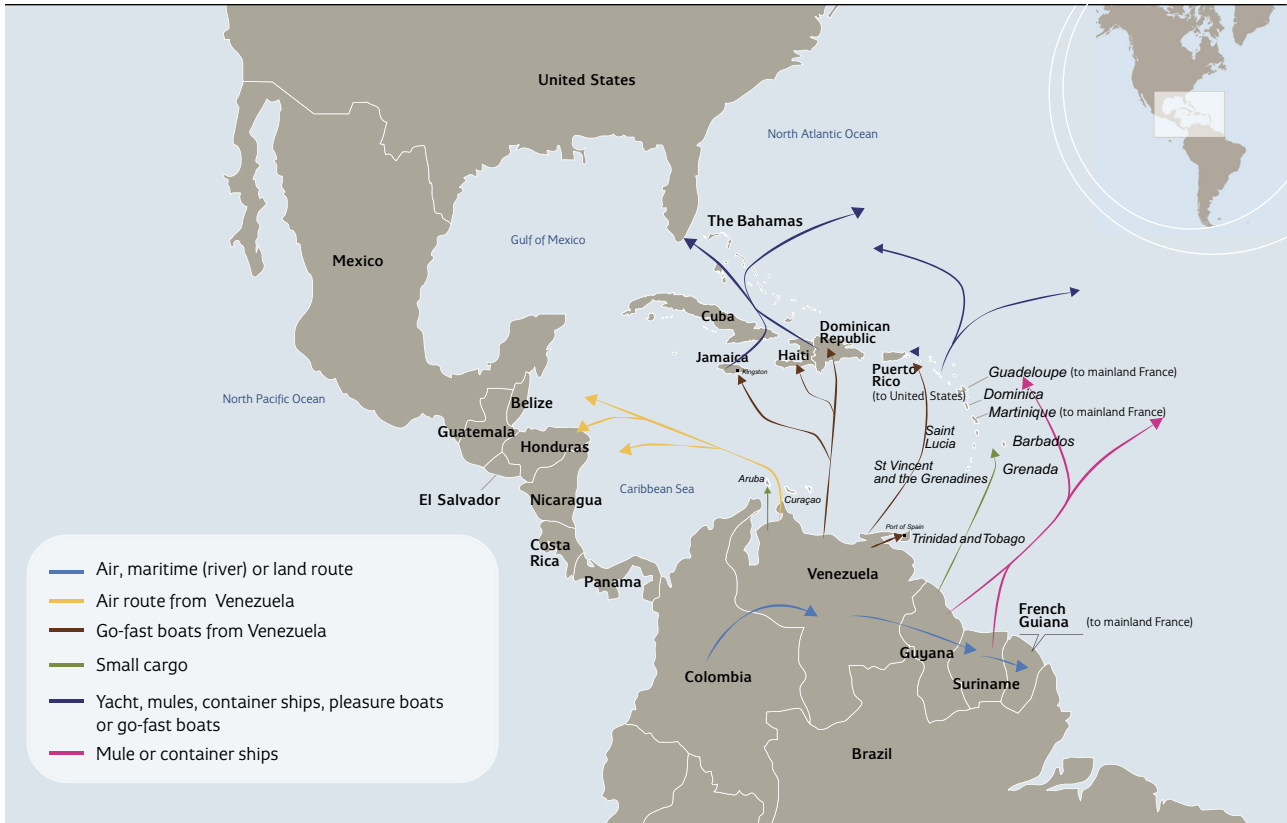 United States
North Atlantic Ocean
The Bahamas
Gulf of Mexico
Mexico
Cuba
Dominican
Republic
Jamaica
Kingston
Haiti
Puerto
Rico
(to United States)
Guadeloupe (to mainland France)
Dominica
Martinique (to mainland France)
North Pacific Ocean
Belize
Guatemala
Honduras
Saint
Lucia
Barbados
St Vincent
and the Grenadines
Grenada
El Salvador
Nicaragua
Caribbean Sea
Aruba
Curaçao
Port of Spain
Trinidad and Tobago
Costa
Rica
Panama
Venezuela
French
Guiana
(to mainland France)
Guyana
Suriname
Colombia
Brazil
Air, maritime (river) or land route
Air route from Venezuela
Go-fast boats from Venezuela
Small cargo
Yacht, mules, container ships, pleasure boats
or go-fast boats
Mule or container ships